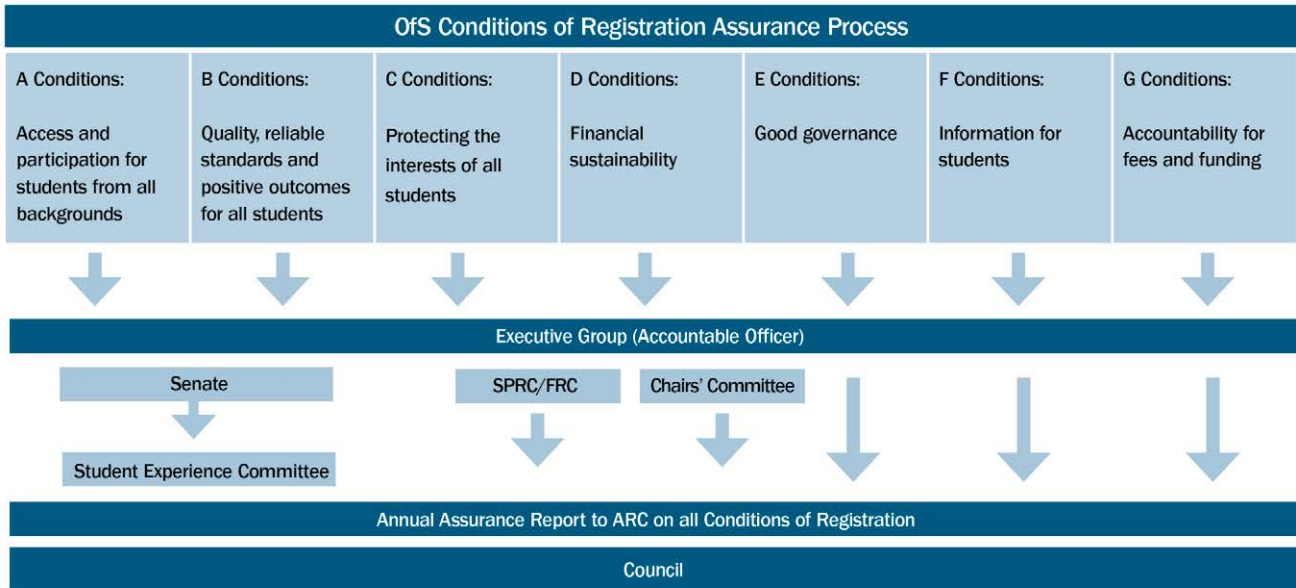 OfS Conditions of Registration Assurance Process
A Conditions:
Access and
participation for
students from all
backgrounds
B Conditions:
Quality, reliable
standards and
positive outcomes
for all students
C Conditions:
Protecting the
interests of all
students
D Conditions:
Financial
sustainability
E Conditions:
Good governance
F Conditions:
Information for
students
G Conditions:
Accountability for
fees and funding
Executive Group (Accountable Officer)
Senate
Student Experience Committee
SPRC/FRC
Chairs' Committee
Annual Assurance Report to ARC on all Conditions of Registration
Council